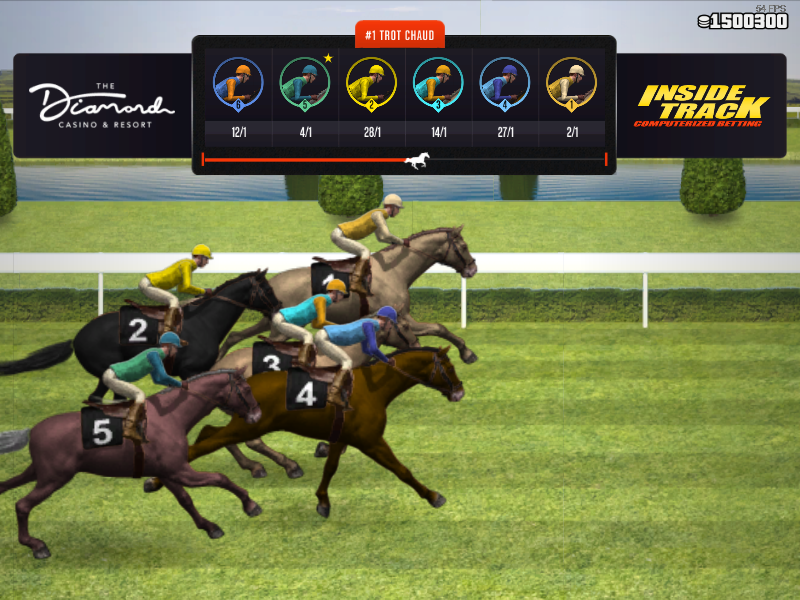 54 FPS
1500300
#1 TROT CHAUD
THE
Diamond
CASINO & RESORT
6 5 2 3 4 1
12/1 4/1 28/1 14/1 27/1 2/1
INSIDE
TRACK
COMPUTERIZED BETTING
1
2
3
4
5